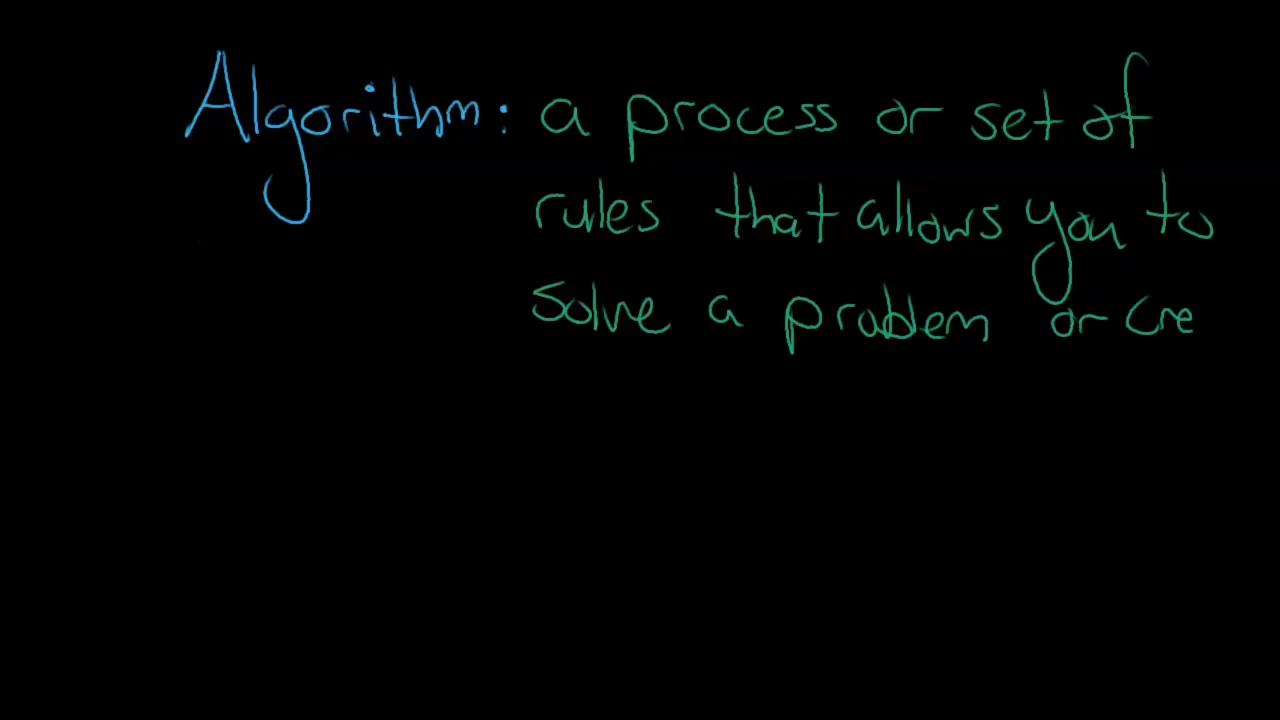 Algorithm: a process or set of
rules that allows you to
solve a problem or cre